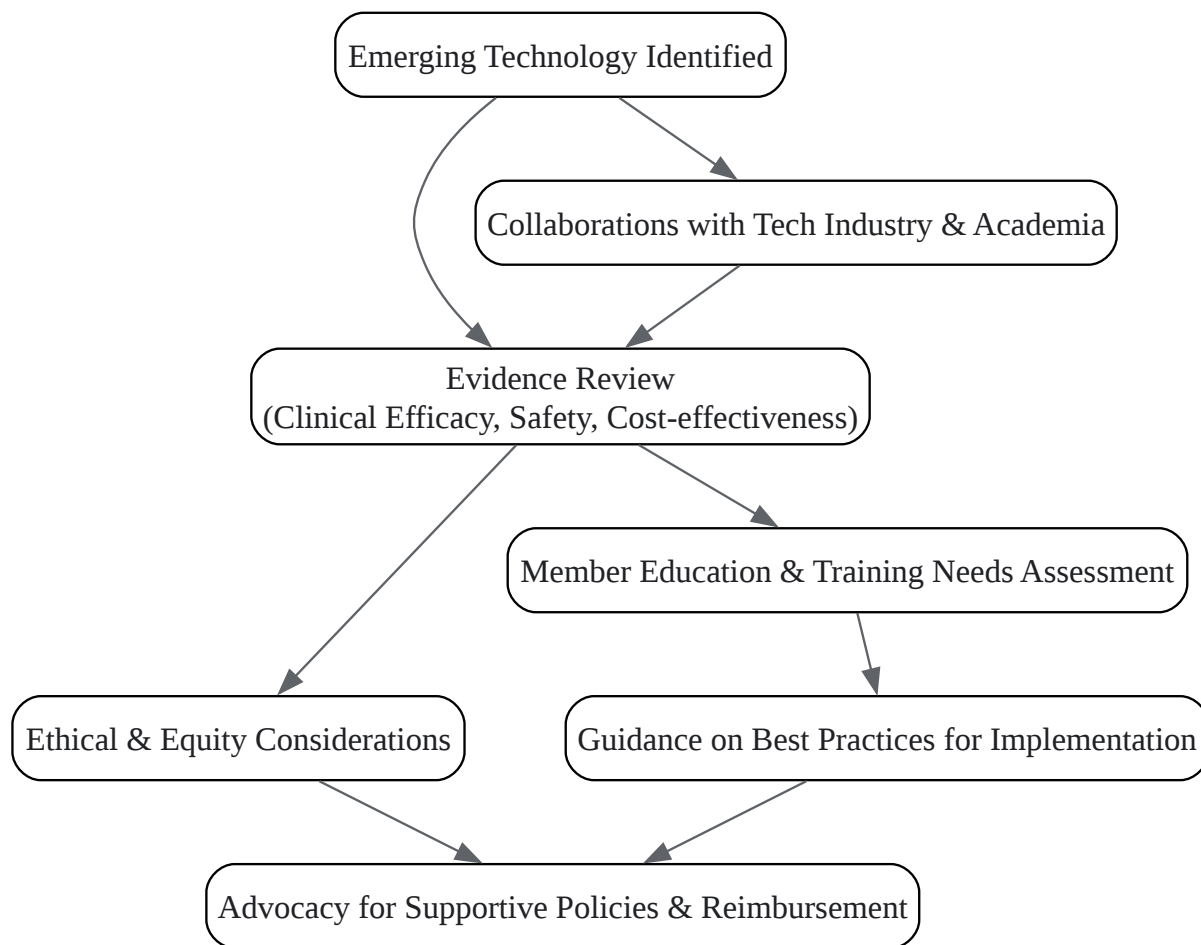 Emerging Technology Identified
Collaborations with Tech Industry & Academia
Evidence Review
(Clinical Efficacy, Safety, Cost-effectiveness)
Member Education & Training Needs Assessment
Ethical & Equity Considerations
Guidance on Best Practices for Implementation
Advocacy for Supportive Policies & Reimbursement